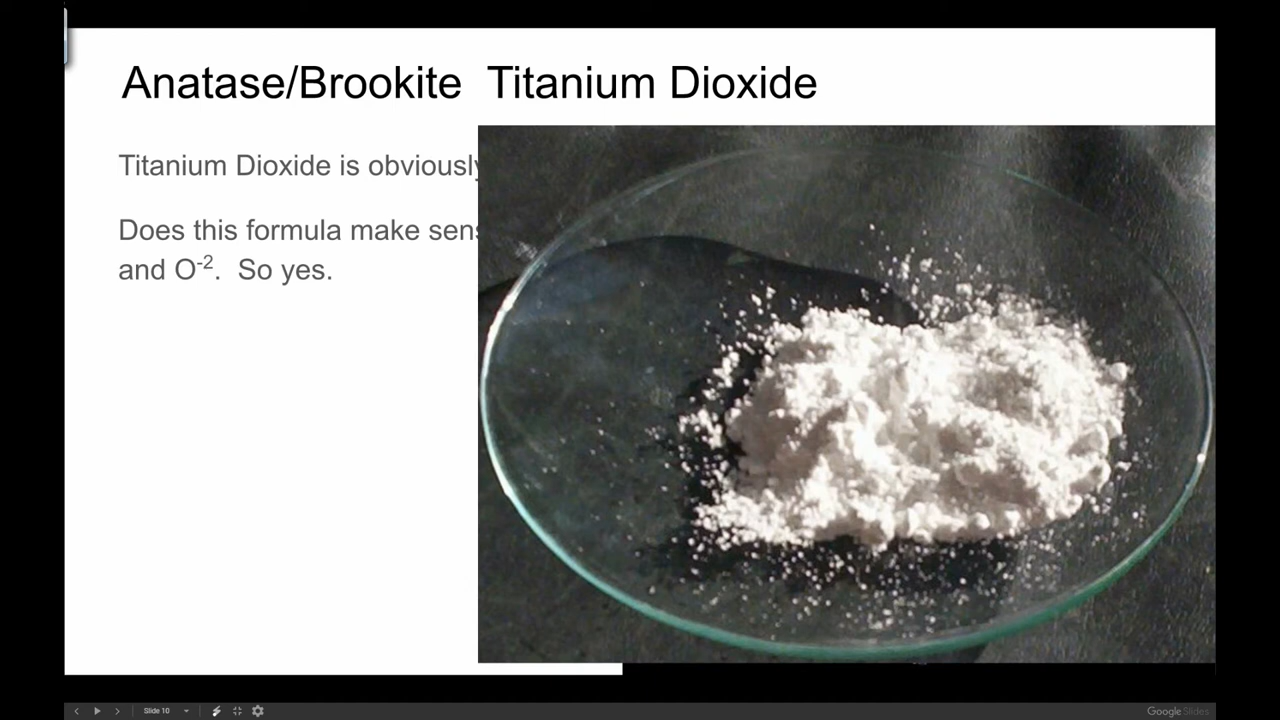 Anatase/Brookite Titanium Dioxide
Titanium Dioxide is obviously
Does this formula make
and O⁻². So yes.
Slide 10
Google Slides